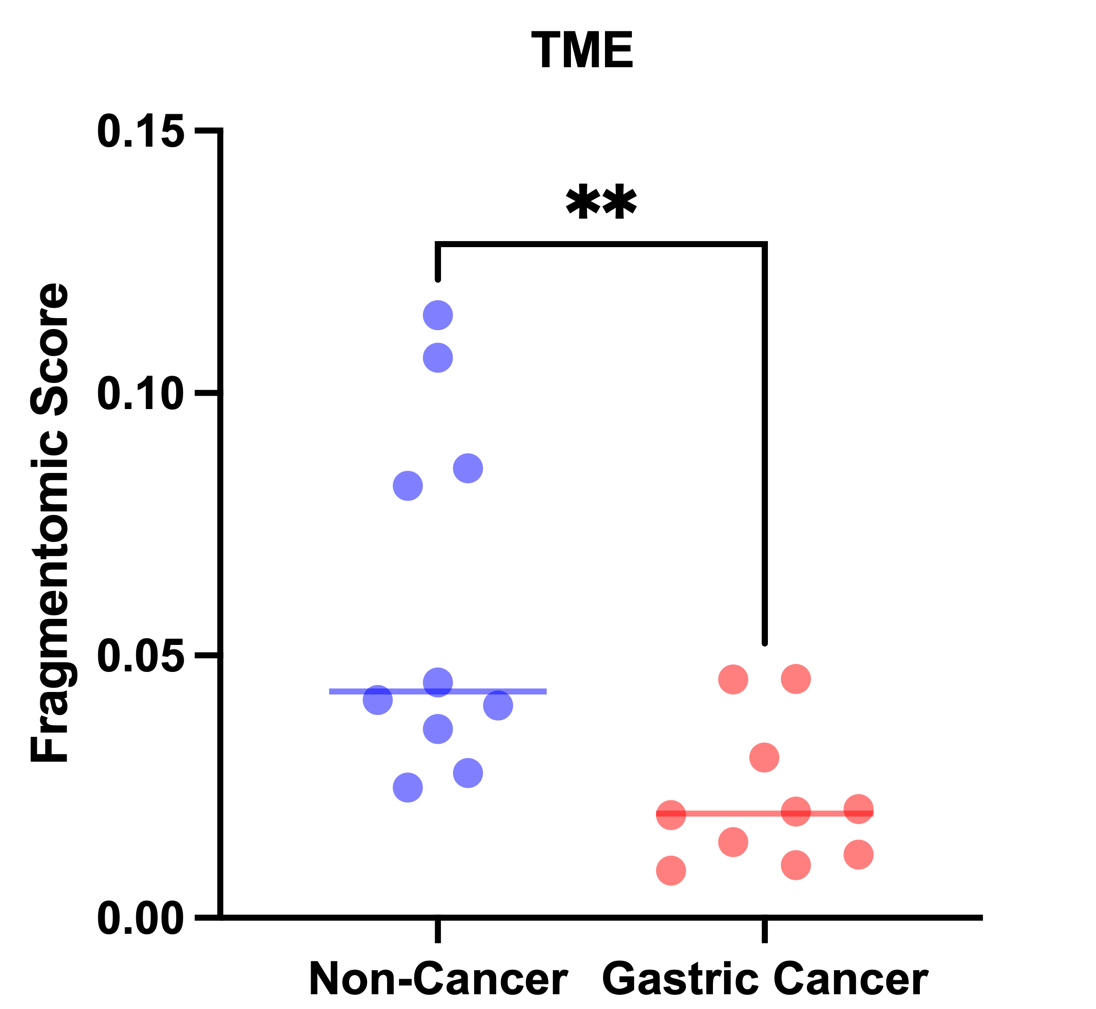 TME
0.15
**
0.10
0.05
0.00
Fragmentomic Score
Non-Cancer
Gastric Cancer